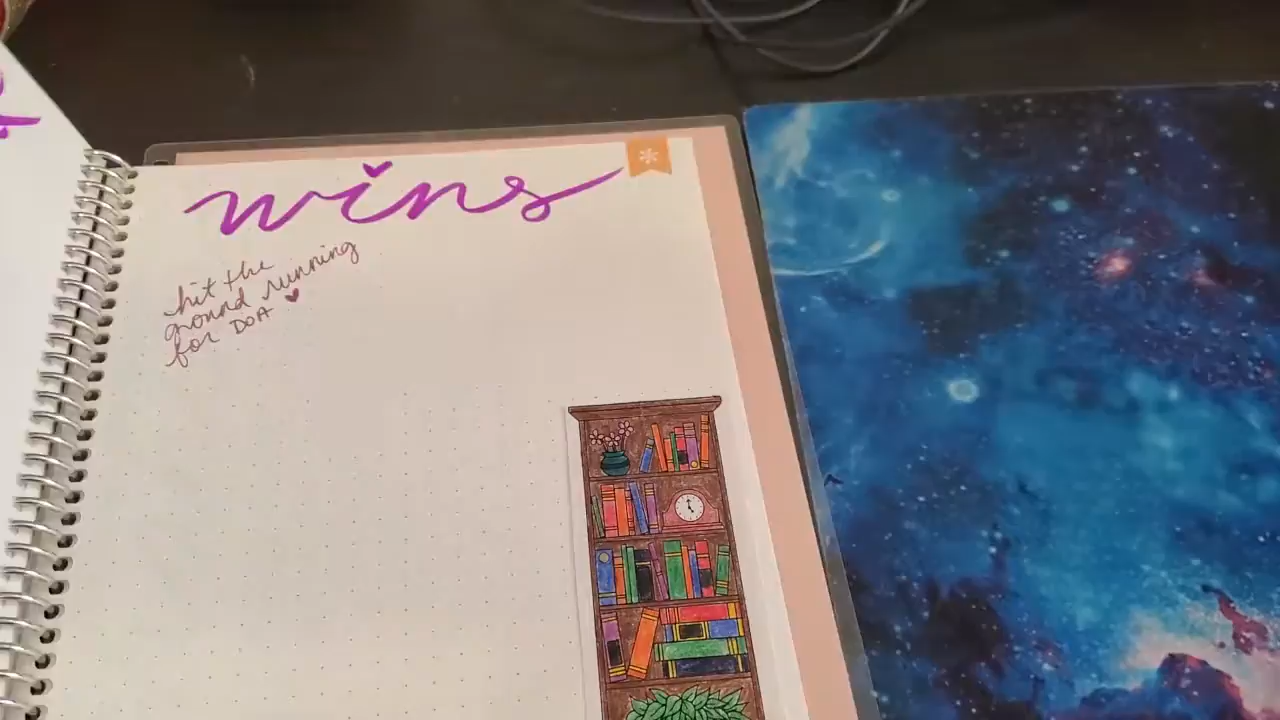 wins
hit the
ground running
for DOA